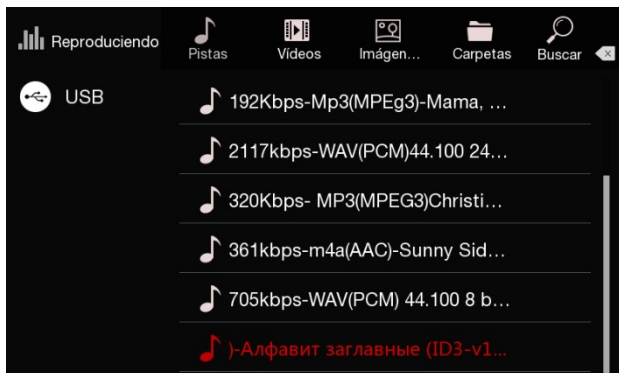 Reproduciendo
Pistas
Vídeos
Imágen...
Carpetas
Buscar
USB
192Kbps-Mp3(MPEg3)-Mama, ...
2117kbps-WAV(PCM)44.100 24...
320Kbps- MP3(MPEG3)Christi...
361kbps-m4a(AAC)-Sunny Sid...
705kbps-WAV(PCM) 44.100 8 b...
)-Алфавит заглавные (ID3-v1...